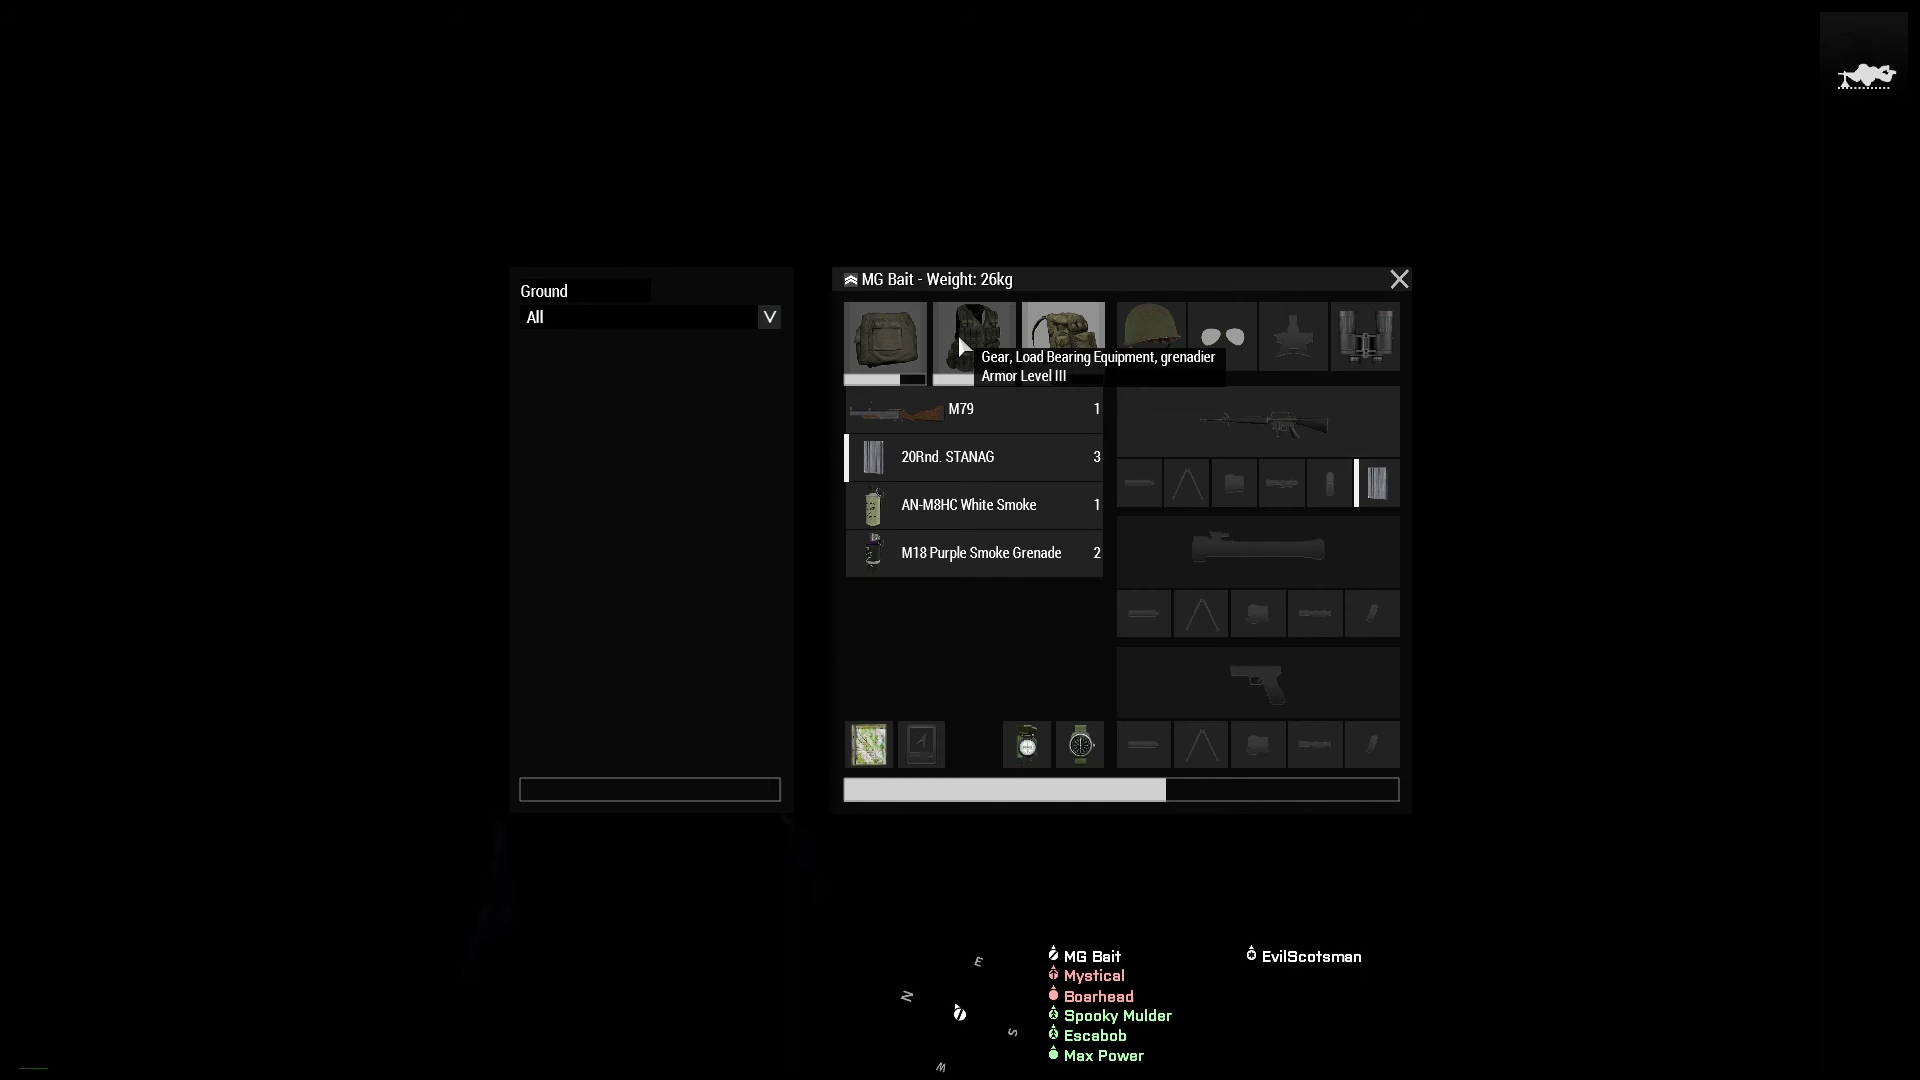 Ground
All
MG Bait - Weight: 26kg
Gear, Load Bearing Equipment, grenadier
Armor Level III
M79 1
20Rnd. STANAG 3
AN-M8HC White Smoke 1
M18 Purple Smoke Grenade 2
E
N
S
W
MG Bait
Mystical
Boarhead
Spooky Mulder
Escabob
Max Power
EvilScotsman